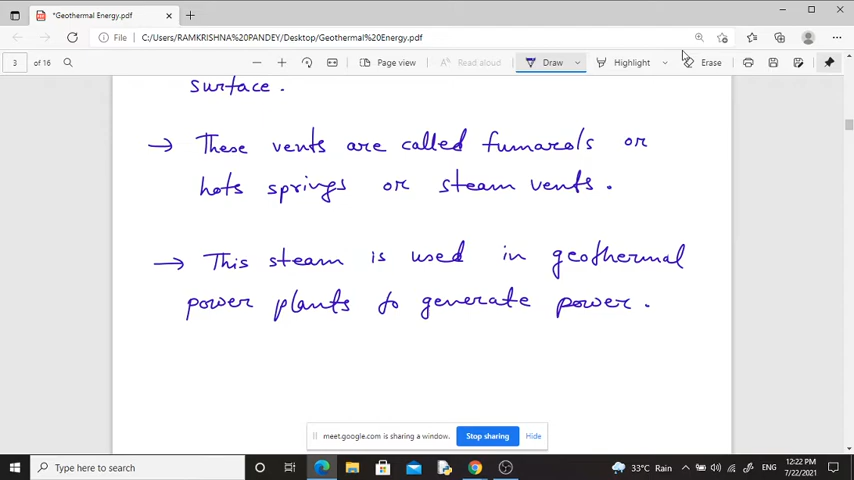 *Geothermal Energy.pdf
File
C:/Users/RAMKRISHNA%20PANDEY/Desktop/Geothermal%20Energy.pdf
3 of 16
Page view
Read aloud
Draw
Highlight
Erase
surface.
→ These vents are called fumarols or
hots springs or steam vents.
→ This steam is used in geothermal
power plants to generate power.
meet.google.com is sharing a window.
Stop sharing
Hide
Type here to search
33°C Rain
ENG
12:22 PM
7/22/2021